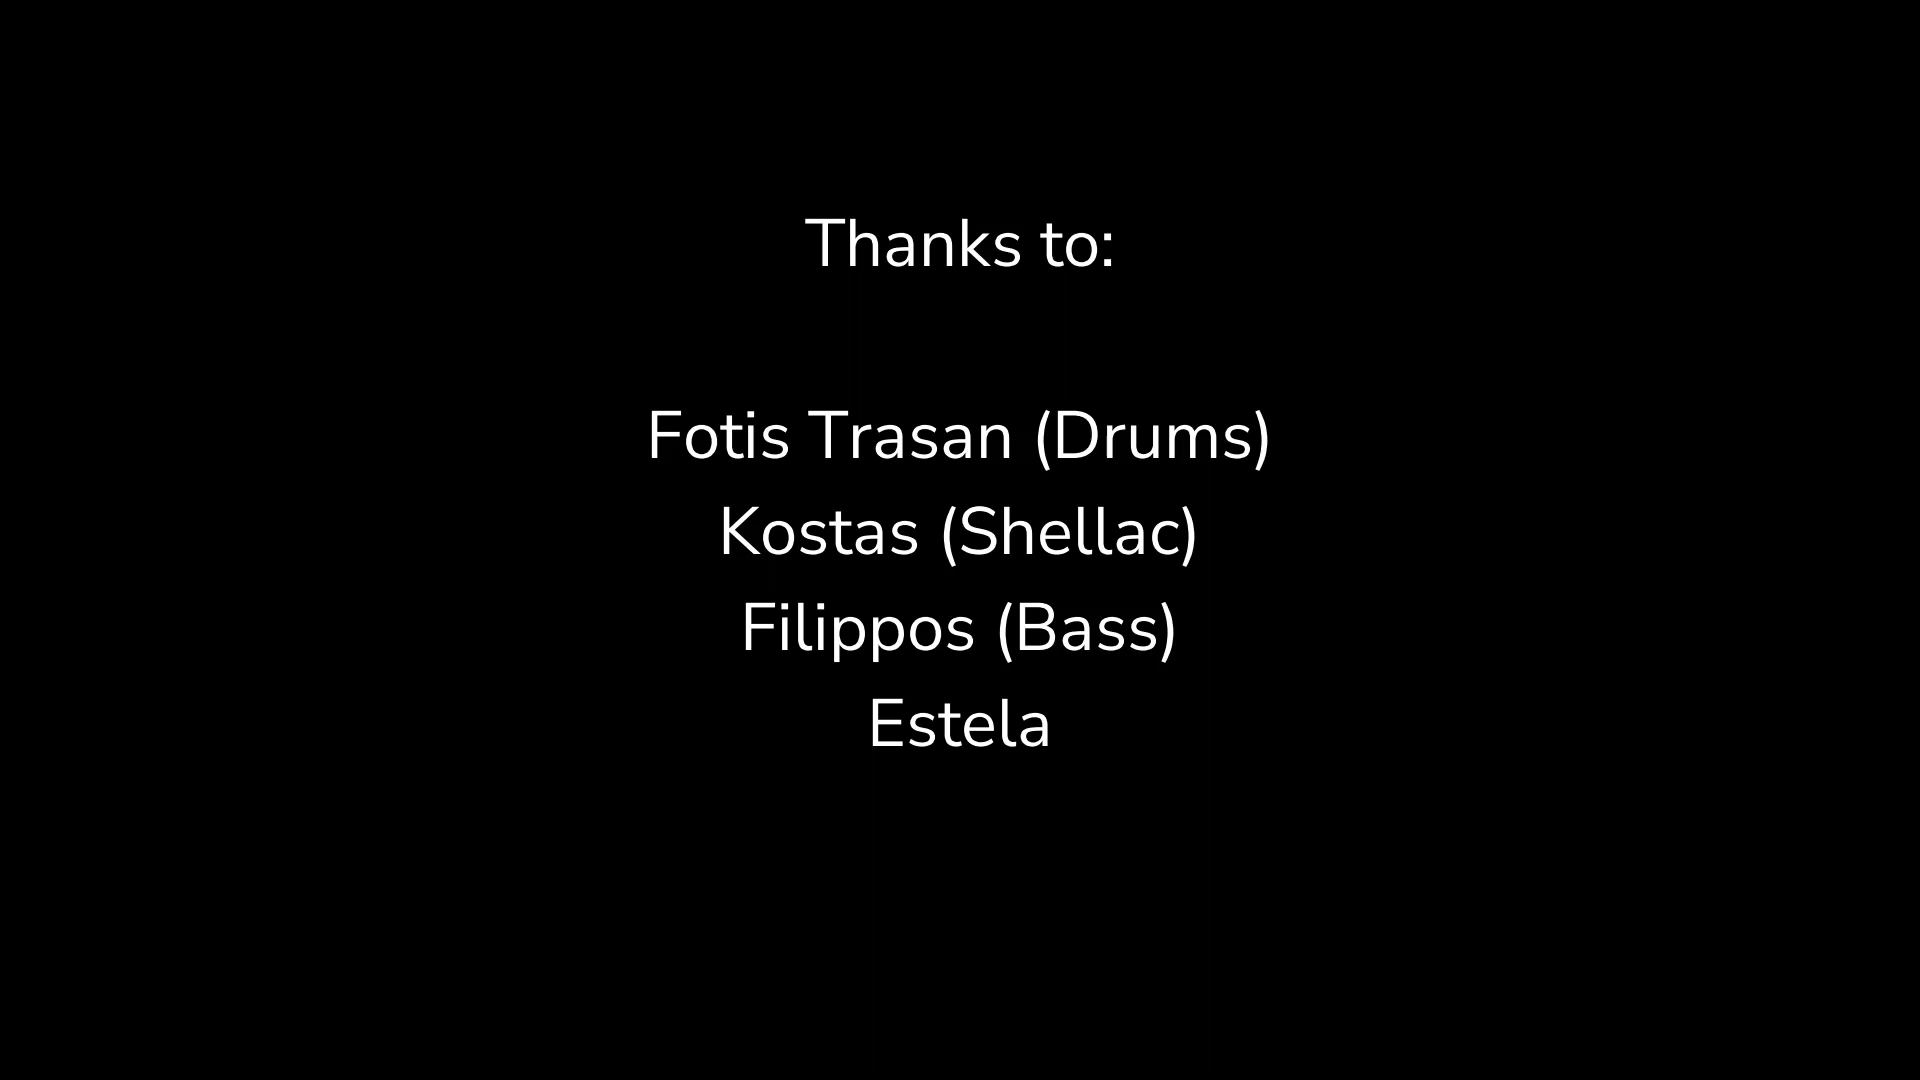 Thanks to:
Fotis Trasan (Drums)
Kostas (Shellac)
Filippos (Bass)
Estela